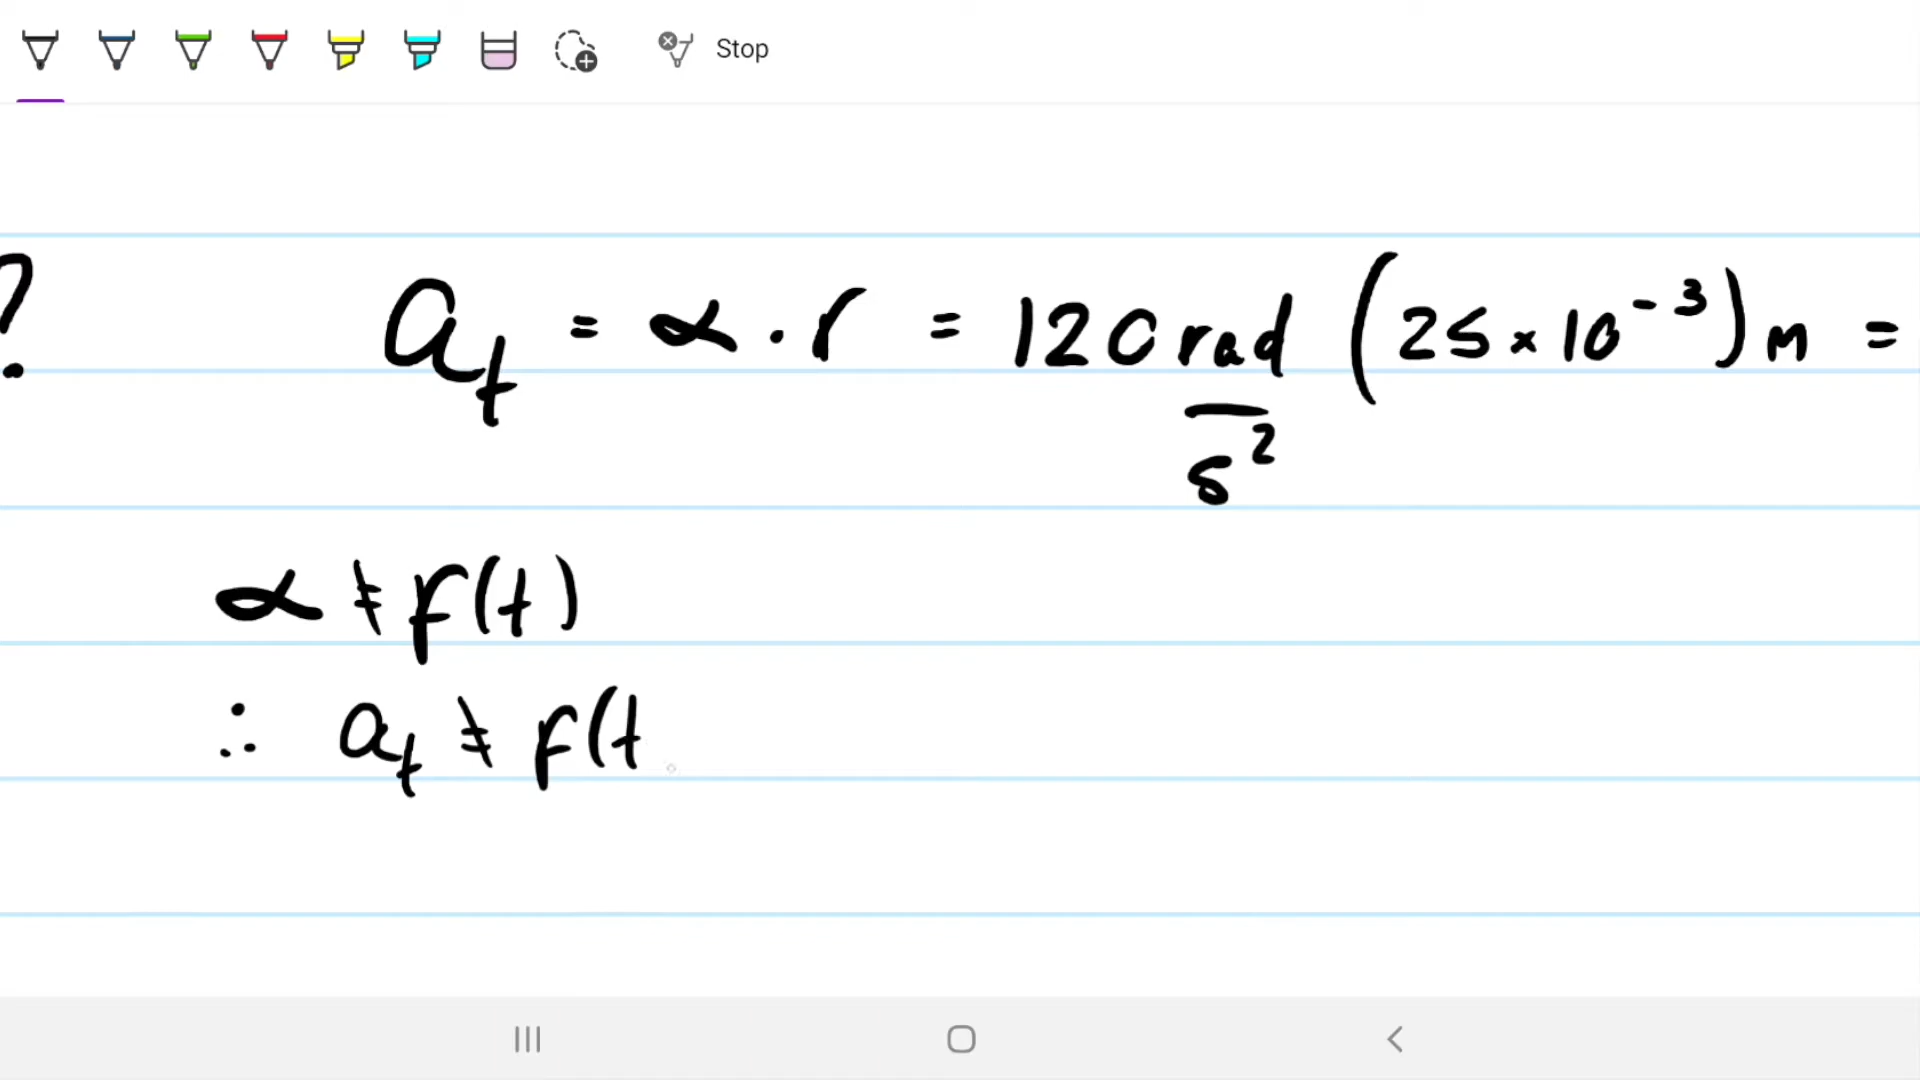 Stop
? a_t = α · r = 120 rad/s² (25 × 10⁻³) m =
α ≠ f(t)
∴ a_t ≠ f(t